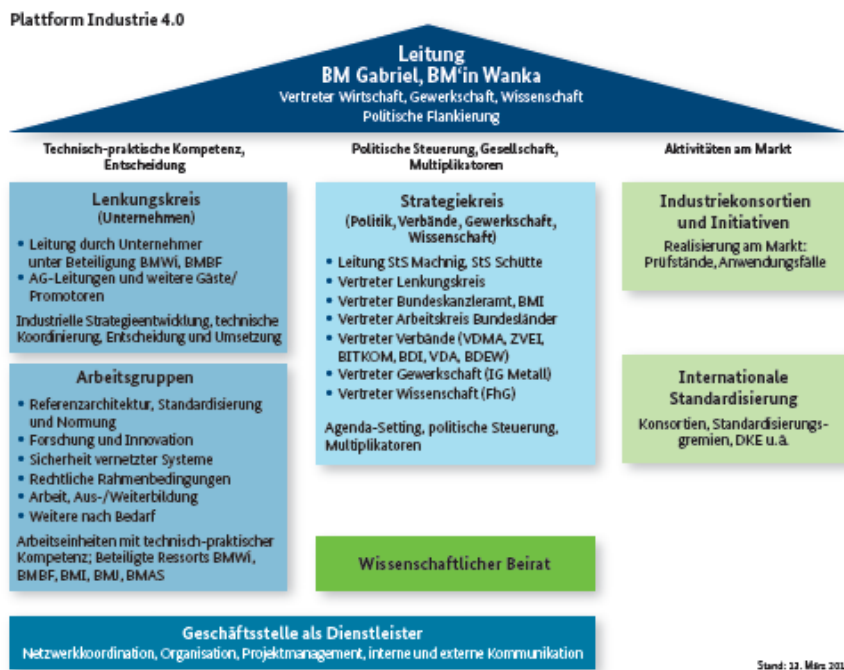 Plattform Industrie 4.0
Leitung
BM Gabriel, BM'in Wanka
Vertreter Wirtschaft, Gewerkschaft, Wissenschaft
Politische Flankierung
Technisch-praktische Kompetenz,
Entscheidung
Lenkungskreis
(Unternehmen)
• Leitung durch Unternehmer
unter Beteiligung BMWi, BMBF
• AG-Leitungen und weitere Gäste/
Promotoren
Industrielle Strategieentwicklung, technische
Koordinierung, Entscheidung und Umsetzung
Arbeitsgruppen
• Referenzarchitektur, Standardisierung
und Normung
• Forschung und Innovation
• Sicherheit vernetzter Systeme
• Rechtliche Rahmenbedingungen
• Arbeit, Aus-/Weiterbildung
• Weitere nach Bedarf
Arbeitseinheiten mit technisch-praktischer
Kompetenz; Beteiligte Ressorts BMWi,
BMBF, BMI, BMJ, BMAS
Politische Steuerung, Gesellschaft,
Multiplikatoren
Strategiekreis
(Politik, Verbände, Gewerkschaft,
Wissenschaft)
• Leitung StS Machnig, StS Schütte
• Vertreter Lenkungskreis
• Vertreter Bundeskanzleramt, BMI
• Vertreter Arbeitskreis Bundesländer
• Vertreter Verbände (VDMA, ZVEI,
BITKOM, BDI, VDA, BDEW)
• Vertreter Gewerkschaft (IG Metall)
• Vertreter Wissenschaft (FhG)
Agenda-Setting, politische Steuerung,
Multiplikatoren
Wissenschaftlicher Beirat
Aktivitäten am Markt
Industriekonsortien
und Initiativen
Realisierung am Markt:
Prüfstände, Anwendungsfälle
Internationale
Standardisierung
Konsortien, Standardisierungs-
gremien, DKE u.ä.
Geschäftsstelle als Dienstleister
Netzwerkkoordination, Organisation, Projektmanagement, interne und externe Kommunikation
Stand: 13. März